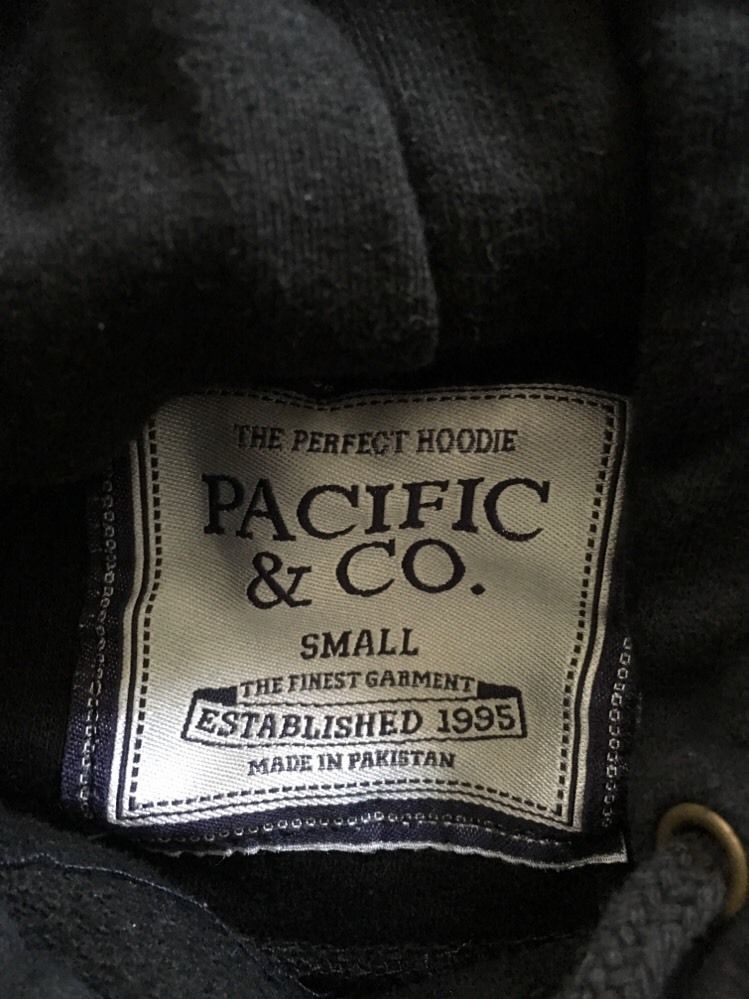 THE PERFECT HOODIE
PACIFIC
& CO.
SMALL
THE FINEST GARMENT
ESTABLISHED 1995
MADE IN PAKISTAN